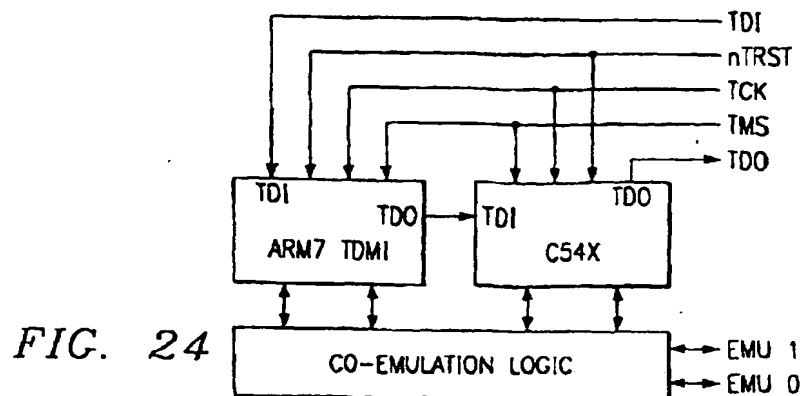 TDI
nTRST
TCK
TMS
TDO
TDI
TDO
TDO
TDI
ARM7 TDMI
C54X
FIG. 24
CO-EMULATION LOGIC
EMU 1
EMU 0